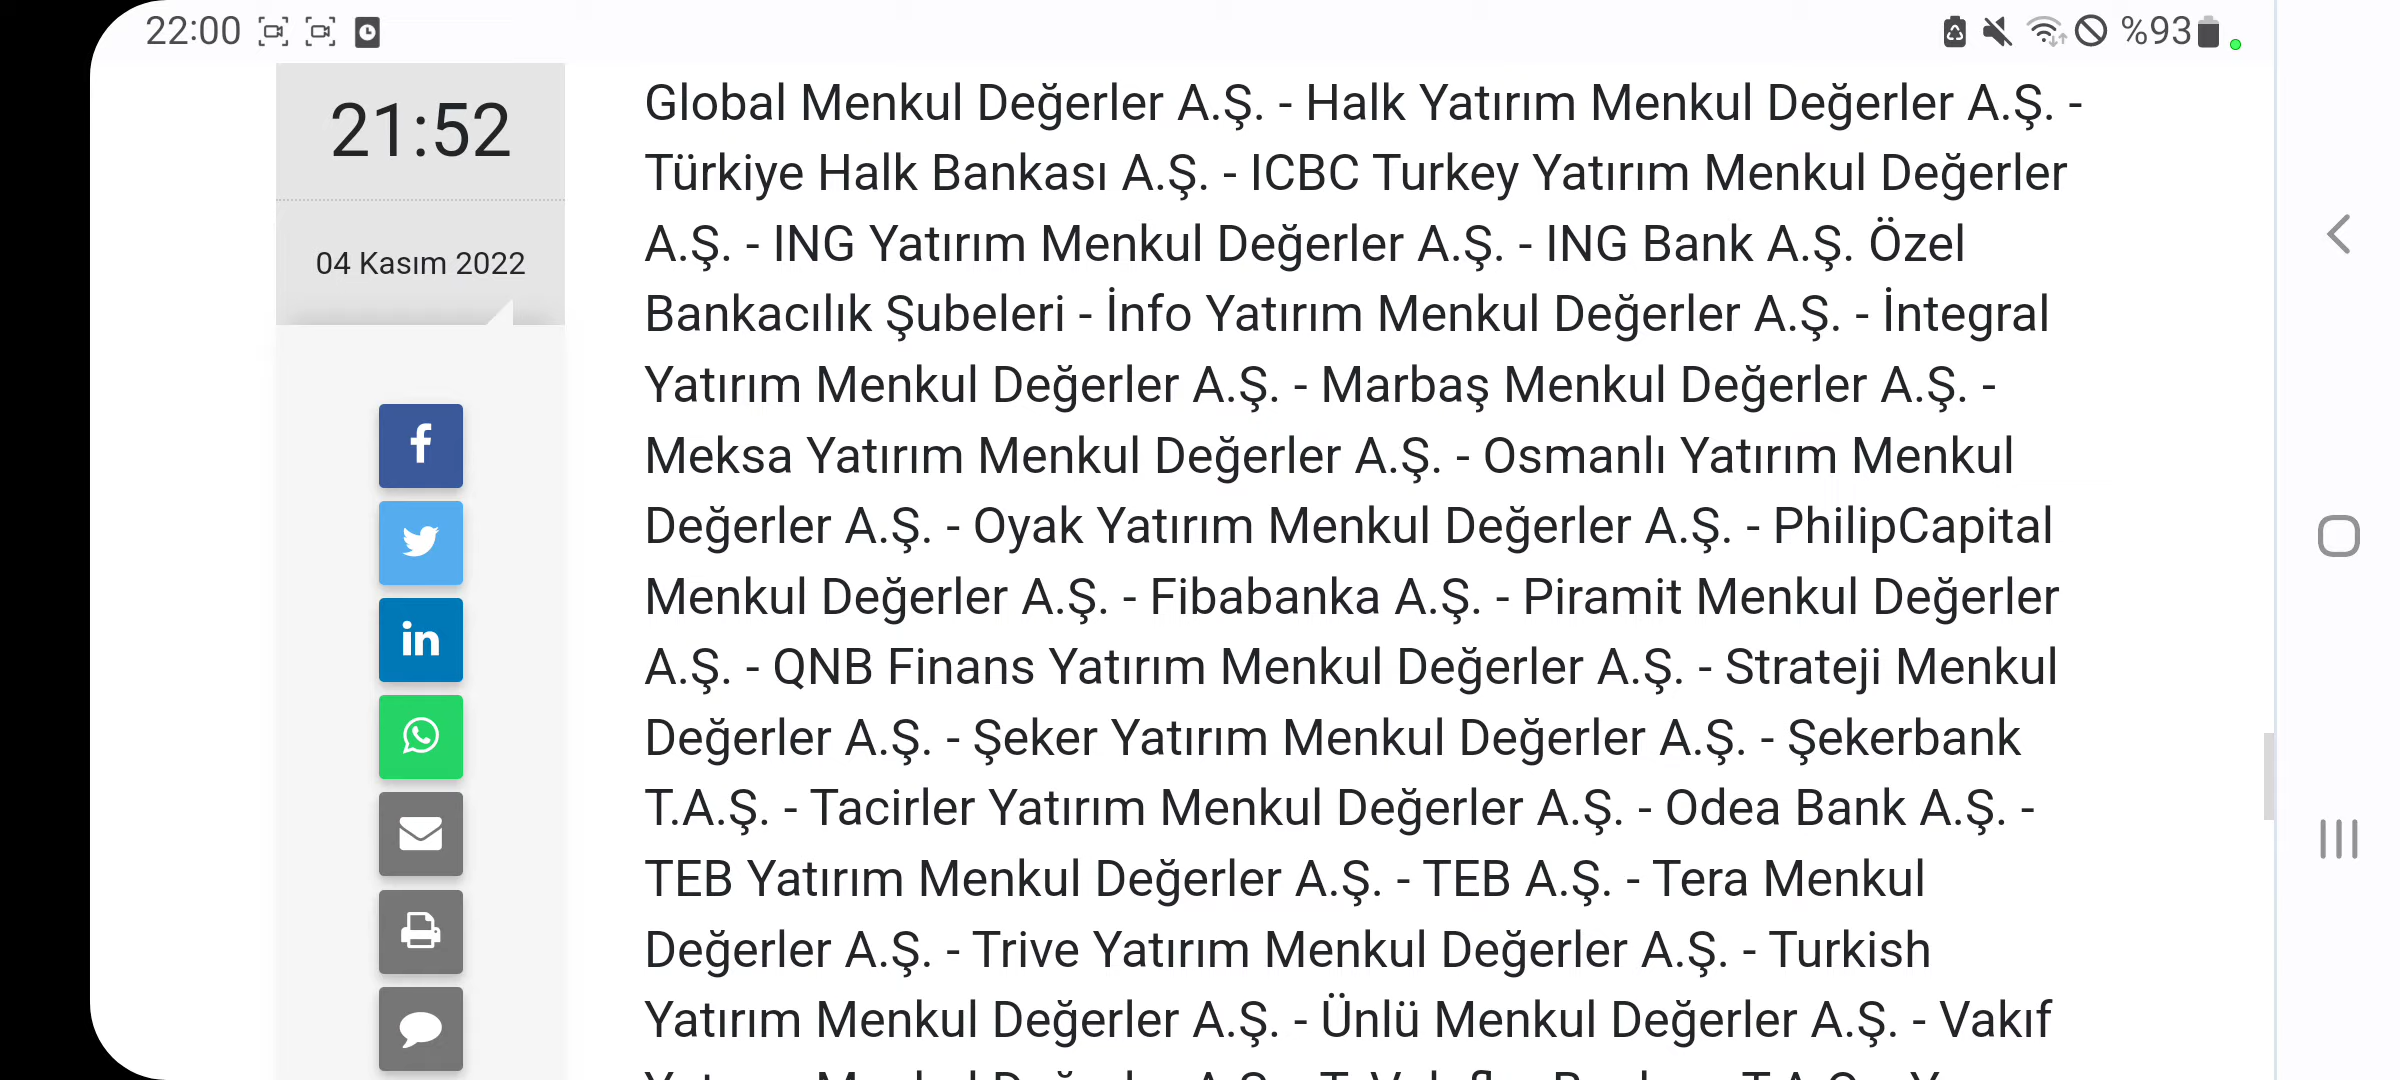 22:00
%93
21:52
04 Kasım 2022
Global Menkul Değerler A.Ş. - Halk Yatırım Menkul Değerler A.Ş. -
Türkiye Halk Bankası A.Ş. - ICBC Turkey Yatırım Menkul Değerler
A.Ş. - ING Yatırım Menkul Değerler A.Ş. - ING Bank A.Ş. Özel
Bankacılık Şubeleri - İnfo Yatırım Menkul Değerler A.Ş. - İntegral
Yatırım Menkul Değerler A.Ş. - Marbaş Menkul Değerler A.Ş. -
Meksa Yatırım Menkul Değerler A.Ş. - Osmanlı Yatırım Menkul
Değerler A.Ş. - Oyak Yatırım Menkul Değerler A.Ş. - PhilipCapital
Menkul Değerler A.Ş. - Fibabanka A.Ş. - Piramit Menkul Değerler
A.Ş. - QNB Finans Yatırım Menkul Değerler A.Ş. - Strateji Menkul
Değerler A.Ş. - Şeker Yatırım Menkul Değerler A.Ş. - Şekerbank
T.A.Ş. - Tacirler Yatırım Menkul Değerler A.Ş. - Odea Bank A.Ş. -
TEB Yatırım Menkul Değerler A.Ş. - TEB A.Ş. - Tera Menkul
Değerler A.Ş. - Trive Yatırım Menkul Değerler A.Ş. - Turkish
Yatırım Menkul Değerler A.Ş. - Ünlü Menkul Değerler A.Ş. - Vakıf